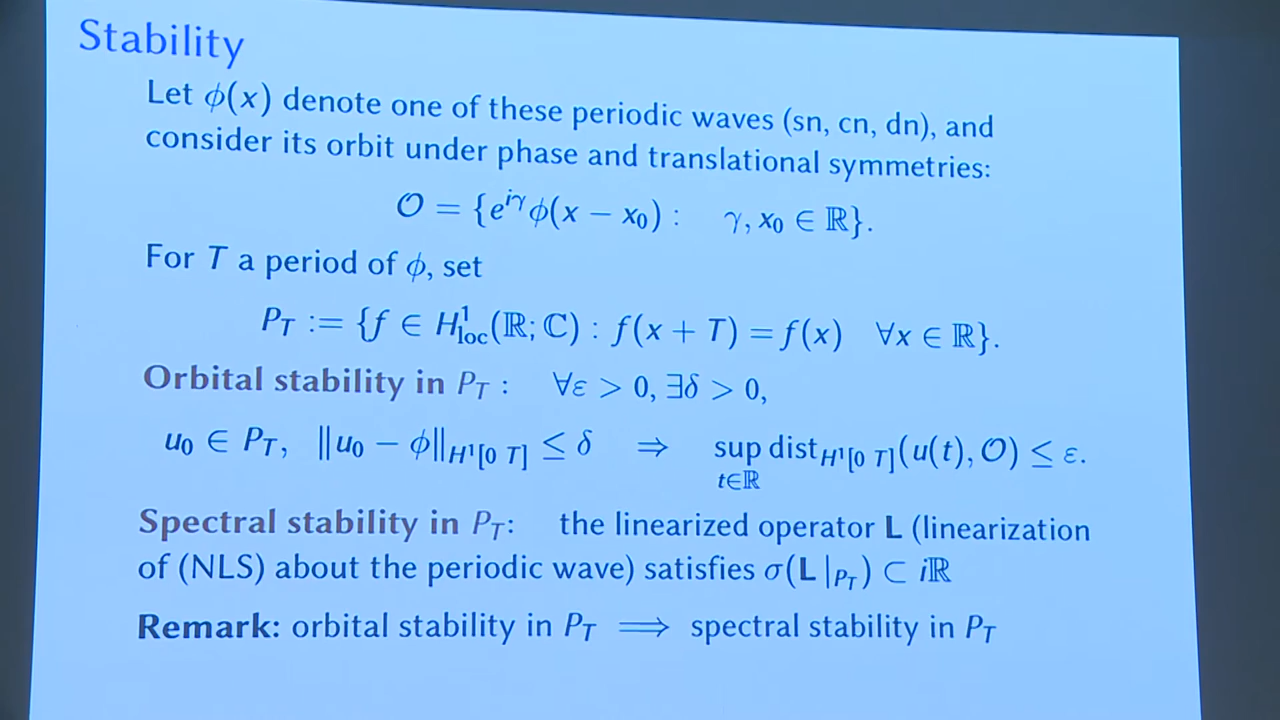 Stability
Let ϕ(x) denote one of these periodic waves (sn, cn, dn), and
consider its orbit under phase and translational symmetries:
𝒪 = {e^{iγ}ϕ(x − x₀) : γ, x₀ ∈ ℝ}.
For T a period of ϕ, set
P_T := {f ∈ H¹_loc(ℝ; ℂ) : f(x + T) = f(x) ∀x ∈ ℝ}.
Orbital stability in P_T : ∀ε > 0, ∃δ > 0,
u₀ ∈ P_T, ‖u₀ − ϕ‖_{H¹[0 T]} ≤ δ ⇒ sup_{t∈ℝ} dist_{H¹[0 T]}(u(t), 𝒪) ≤ ε.
Spectral stability in P_T: the linearized operator L (linearization
of (NLS) about the periodic wave) satisfies σ(L|_{P_T}) ⊂ iℝ
Remark: orbital stability in P_T ⟹ spectral stability in P_T